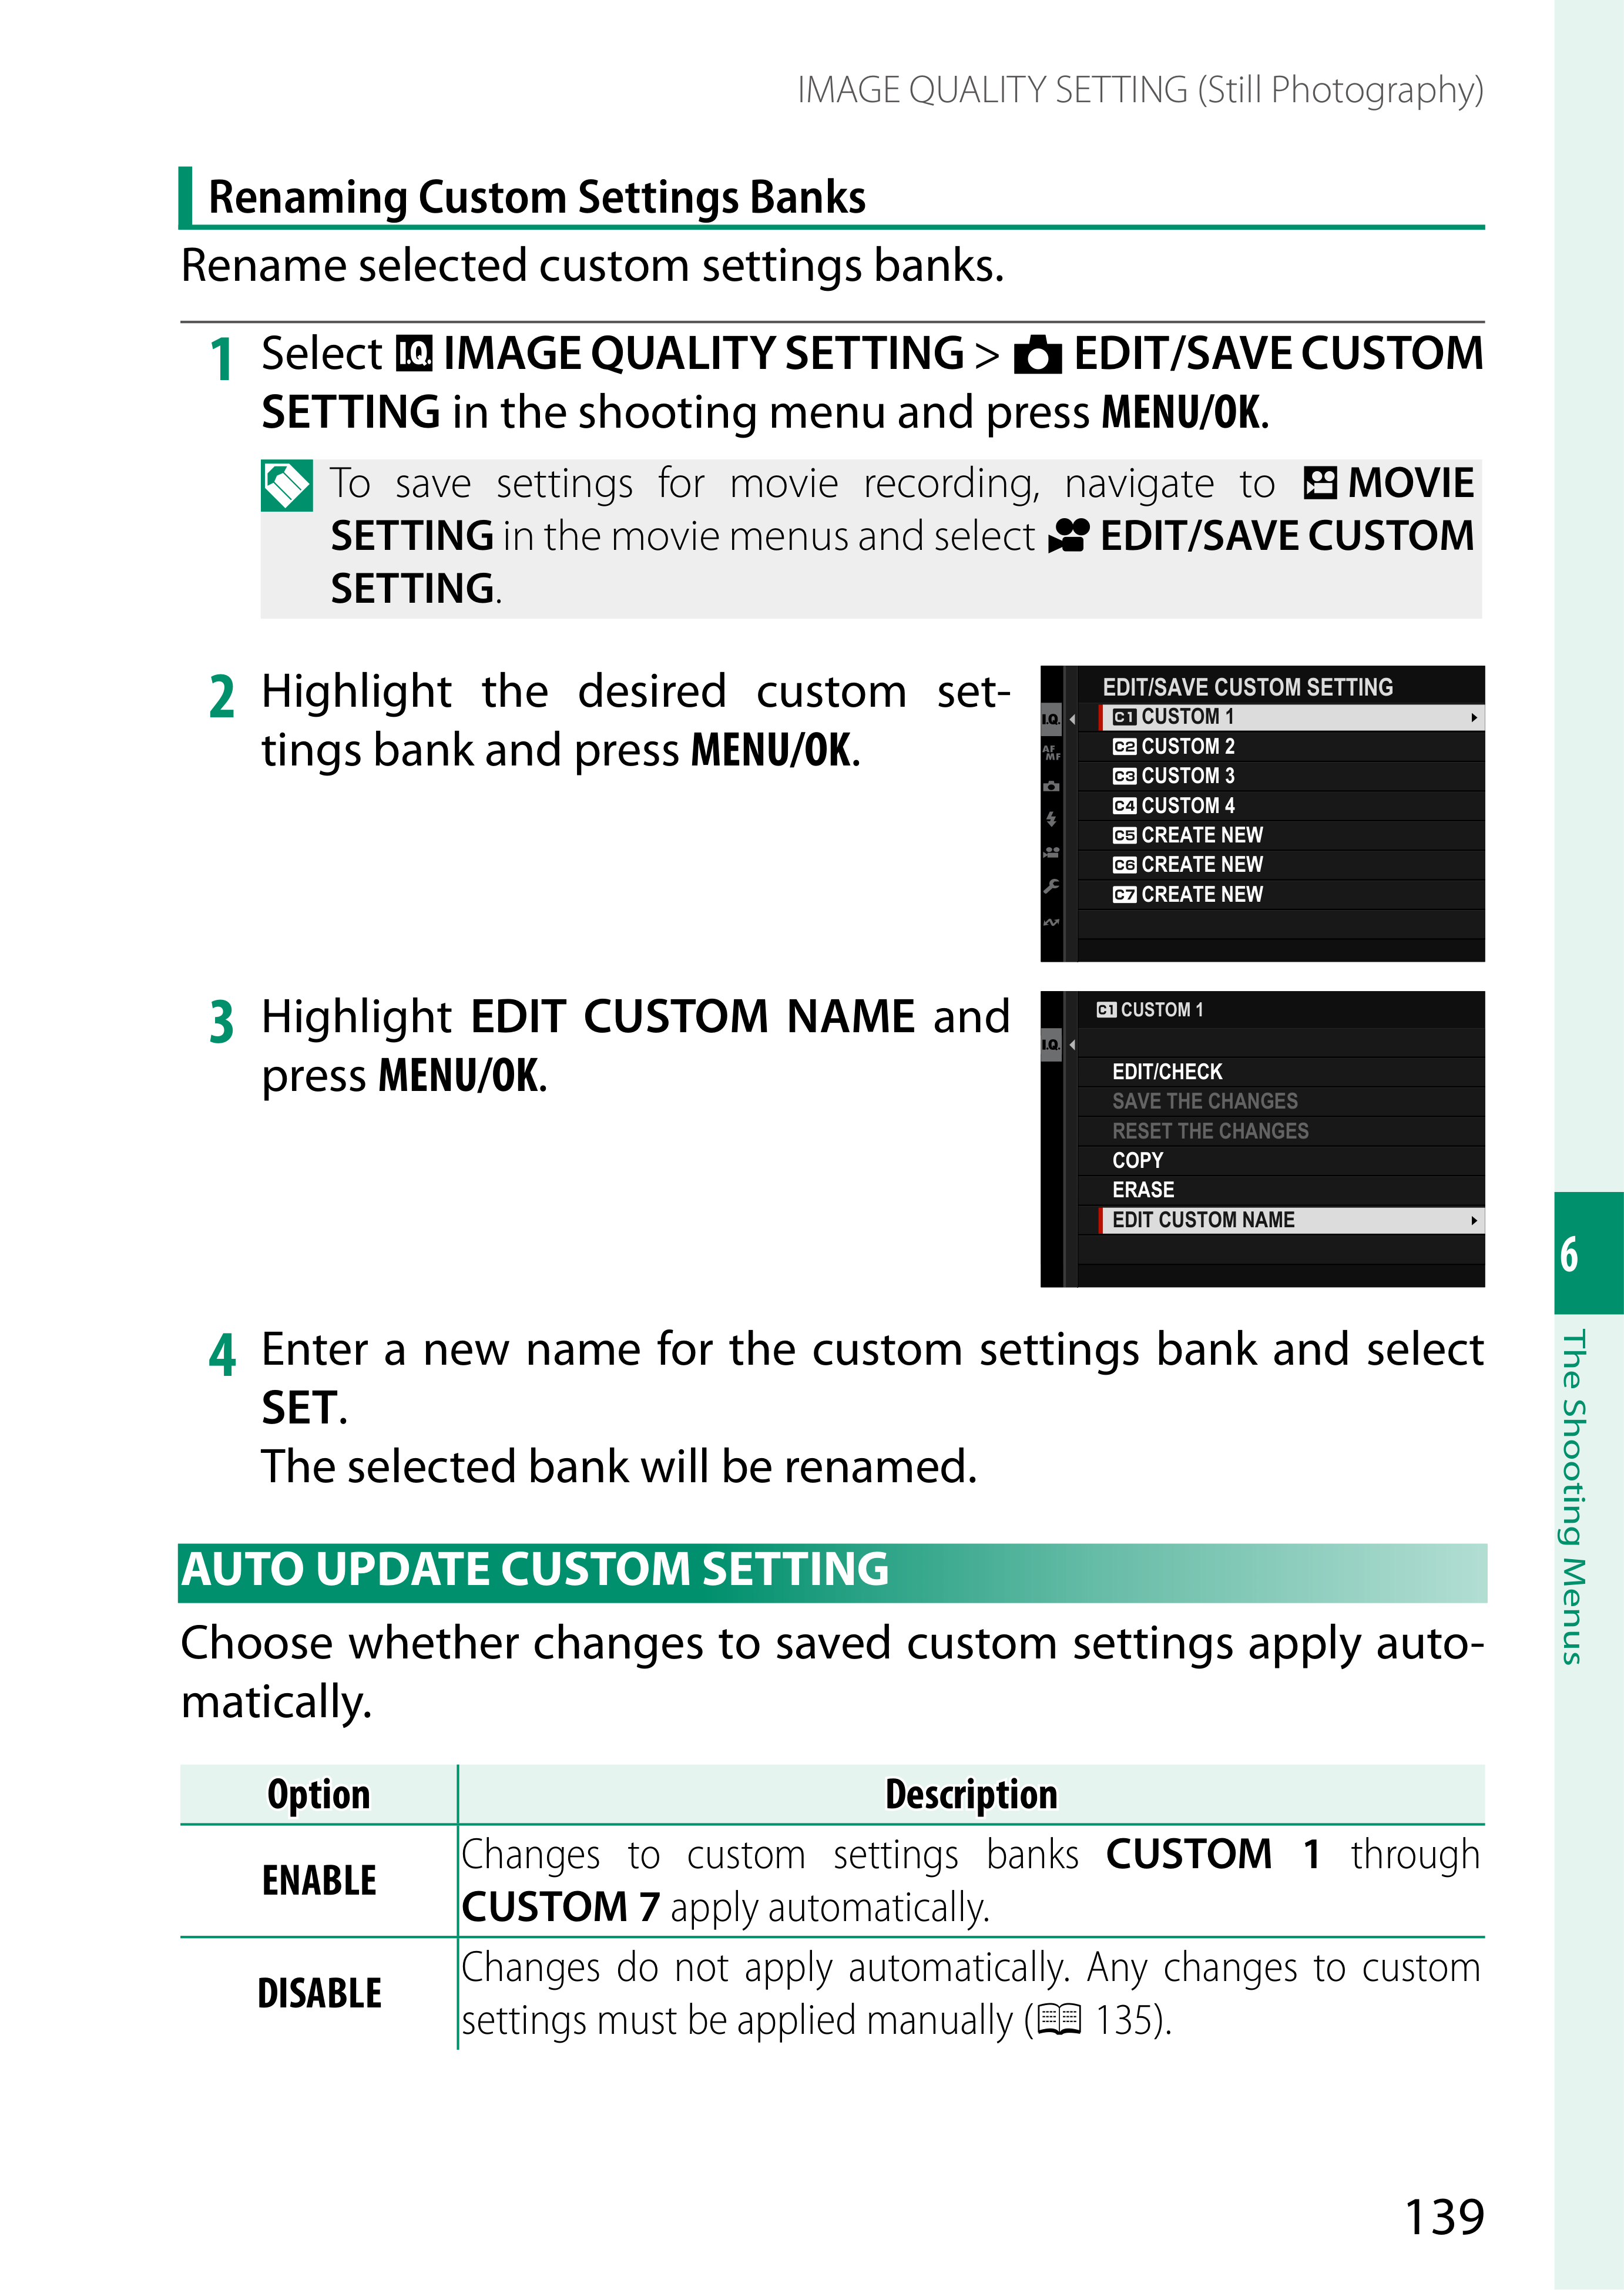 IMAGE QUALITY SETTING (Still Photography)
Renaming Custom Settings Banks
Rename selected custom settings banks.
1 Select I.Q. IMAGE QUALITY SETTING > EDIT/SAVE CUSTOM
SETTING in the shooting menu and press MENU/OK.
To save settings for movie recording, navigate to MOVIE
SETTING in the movie menus and select EDIT/SAVE CUSTOM
SETTING.
2 Highlight the desired custom set-
tings bank and press MENU/OK.
EDIT/SAVE CUSTOM SETTING
I.Q.
AF
MF
C1 CUSTOM 1
C2 CUSTOM 2
C3 CUSTOM 3
C4 CUSTOM 4
C5 CREATE NEW
C6 CREATE NEW
C7 CREATE NEW
3 Highlight EDIT CUSTOM NAME and
press MENU/OK.
C1 CUSTOM 1
I.Q.
EDIT/CHECK
SAVE THE CHANGES
RESET THE CHANGES
COPY
ERASE
EDIT CUSTOM NAME
4 Enter a new name for the custom settings bank and select
SET.
The selected bank will be renamed.
AUTO UPDATE CUSTOM SETTING
Choose whether changes to saved custom settings apply auto-
matically.
Option Description
ENABLE
Changes to custom settings banks CUSTOM 1 through
CUSTOM 7 apply automatically.
DISABLE
Changes do not apply automatically. Any changes to custom
settings must be applied manually (135).
6
The Shooting Menus
139